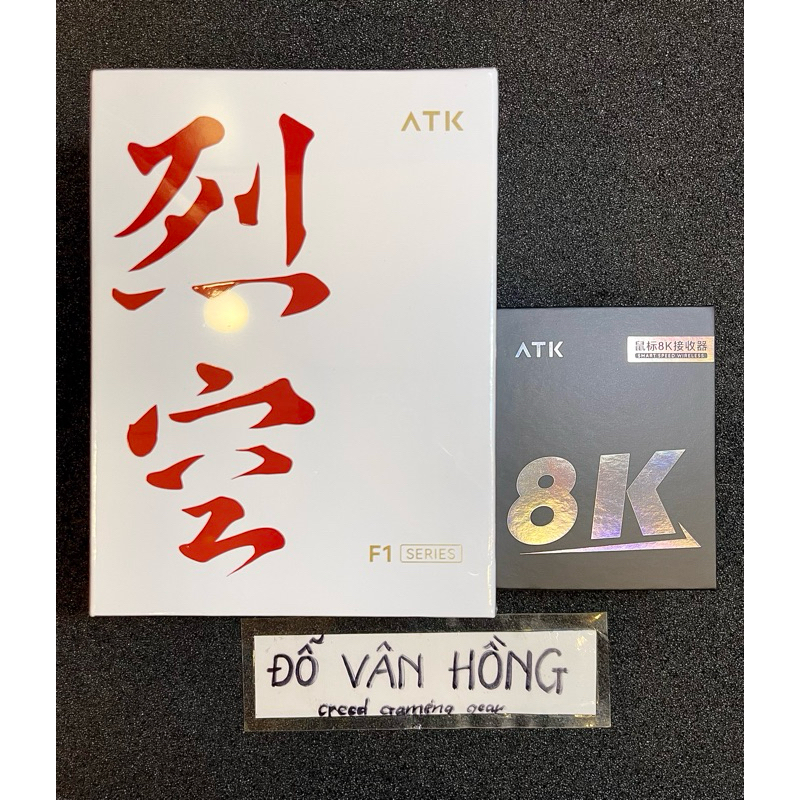 ATK
烈空
F1 SERIES
ATK
鼠标8K接收器
SMART SPEED WIRELESS
8K
ĐỖ VÂN HỒNG
creed Gaming gear